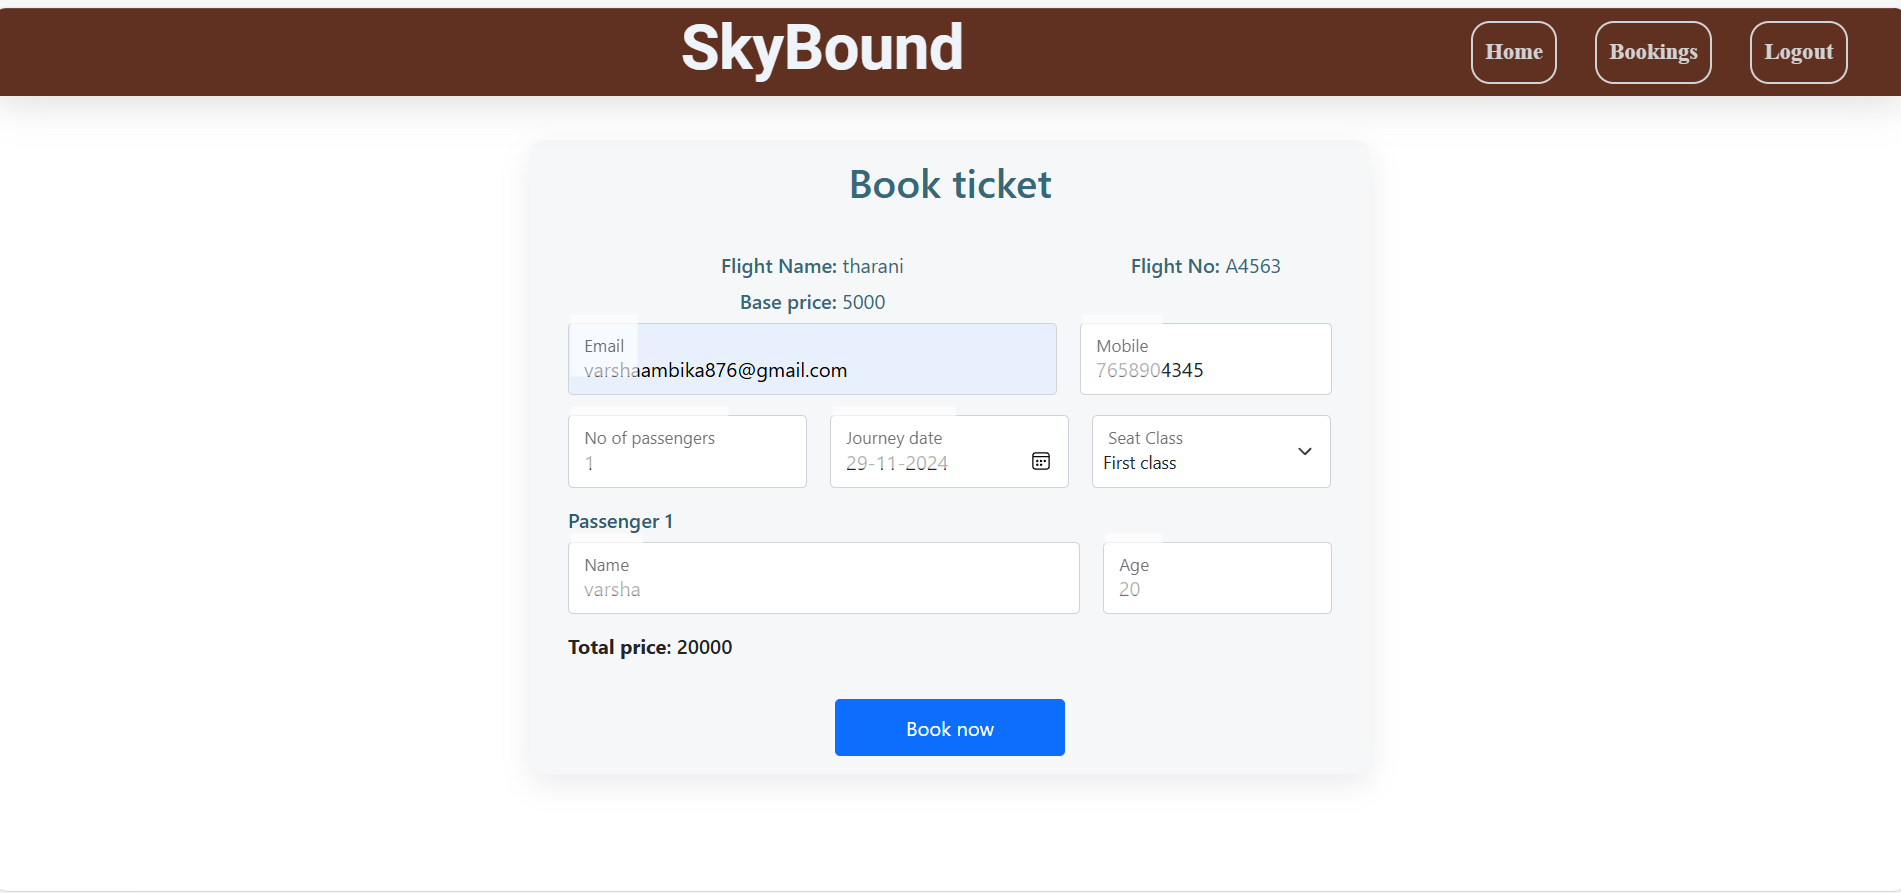 SkyBound
Home Bookings Logout
Book ticket
Flight Name: tharani Flight No: A4563
Base price: 5000
Email Mobile
varshaambika876@gmail.com 7658904345
No of passengers Journey date Seat Class
1 29-11-2024 First class
Passenger 1
Name Age
varsha 20
Total price: 20000
Book now